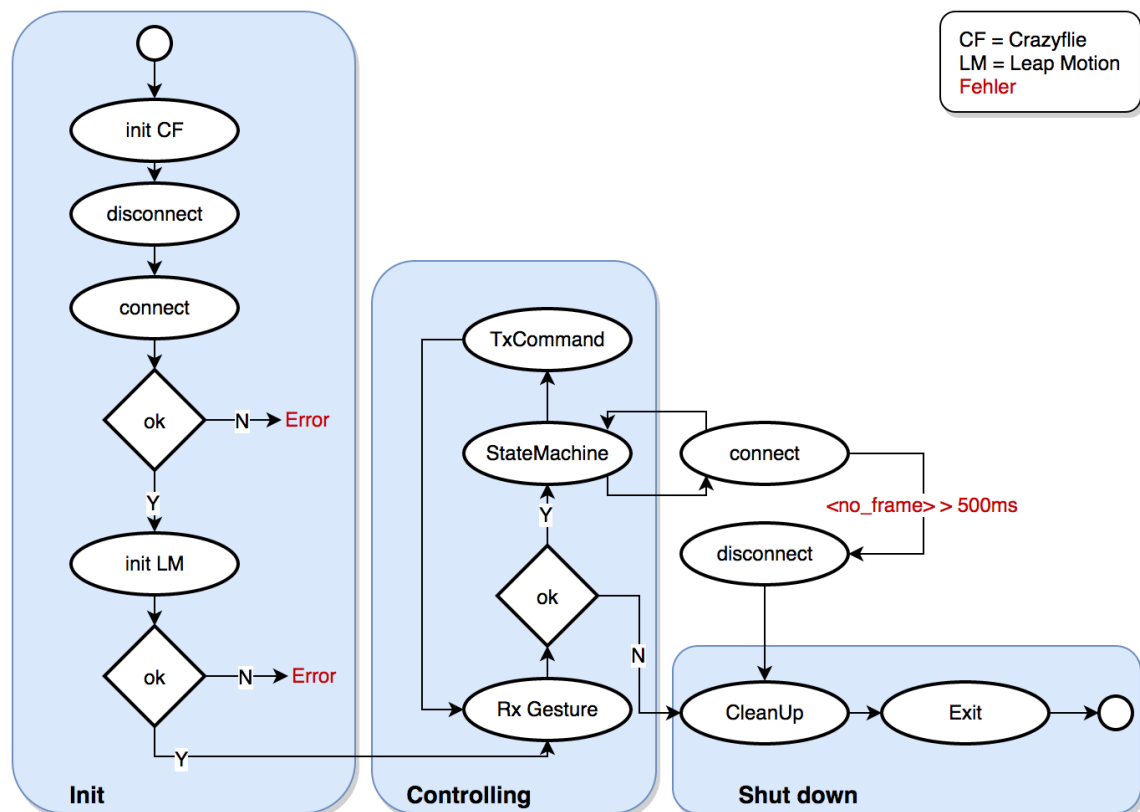 CF = Crazyflie
LM = Leap Motion
Fehler
init CF
disconnect
connect
ok
N
Error
Y
init LM
ok
N
Error
Y
Init
TxCommand
StateMachine
Y
ok
N
Rx Gesture
Controlling
connect
<no_frame> > 500ms
disconnect
CleanUp
Exit
Shut down